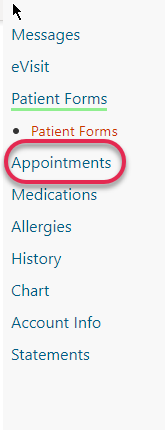 Messages
eVisit
Patient Forms
Patient Forms
Appointments
Medications
Allergies
History
Chart
Account Info
Statements